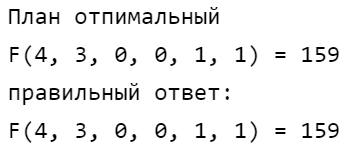 План отпимальный
F(4, 3, 0, 0, 1, 1) = 159
правильный ответ:
F(4, 3, 0, 0, 1, 1) = 159